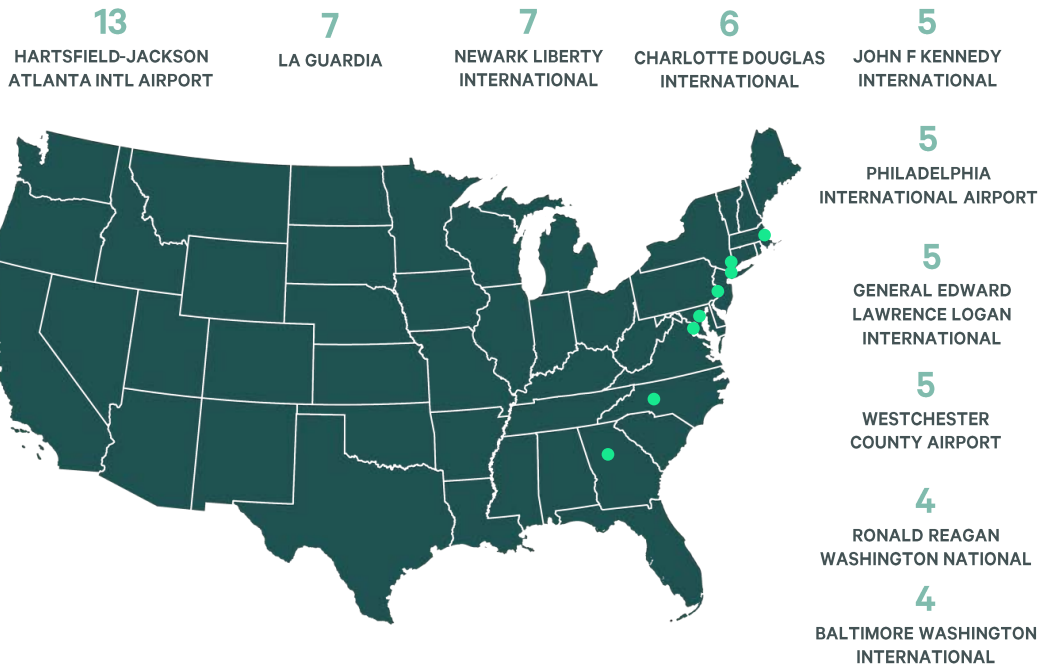 13
HARTSFIELD-JACKSON
ATLANTA INTL AIRPORT
7
LA GUARDIA
7
NEWARK LIBERTY
INTERNATIONAL
6
CHARLOTTE DOUGLAS
INTERNATIONAL
5
JOHN F KENNEDY
INTERNATIONAL
5
PHILADELPHIA
INTERNATIONAL AIRPORT
5
GENERAL EDWARD
LAWRENCE LOGAN
INTERNATIONAL
5
WESTCHESTER
COUNTY AIRPORT
4
RONALD REAGAN
WASHINGTON NATIONAL
4
BALTIMORE WASHINGTON
INTERNATIONAL